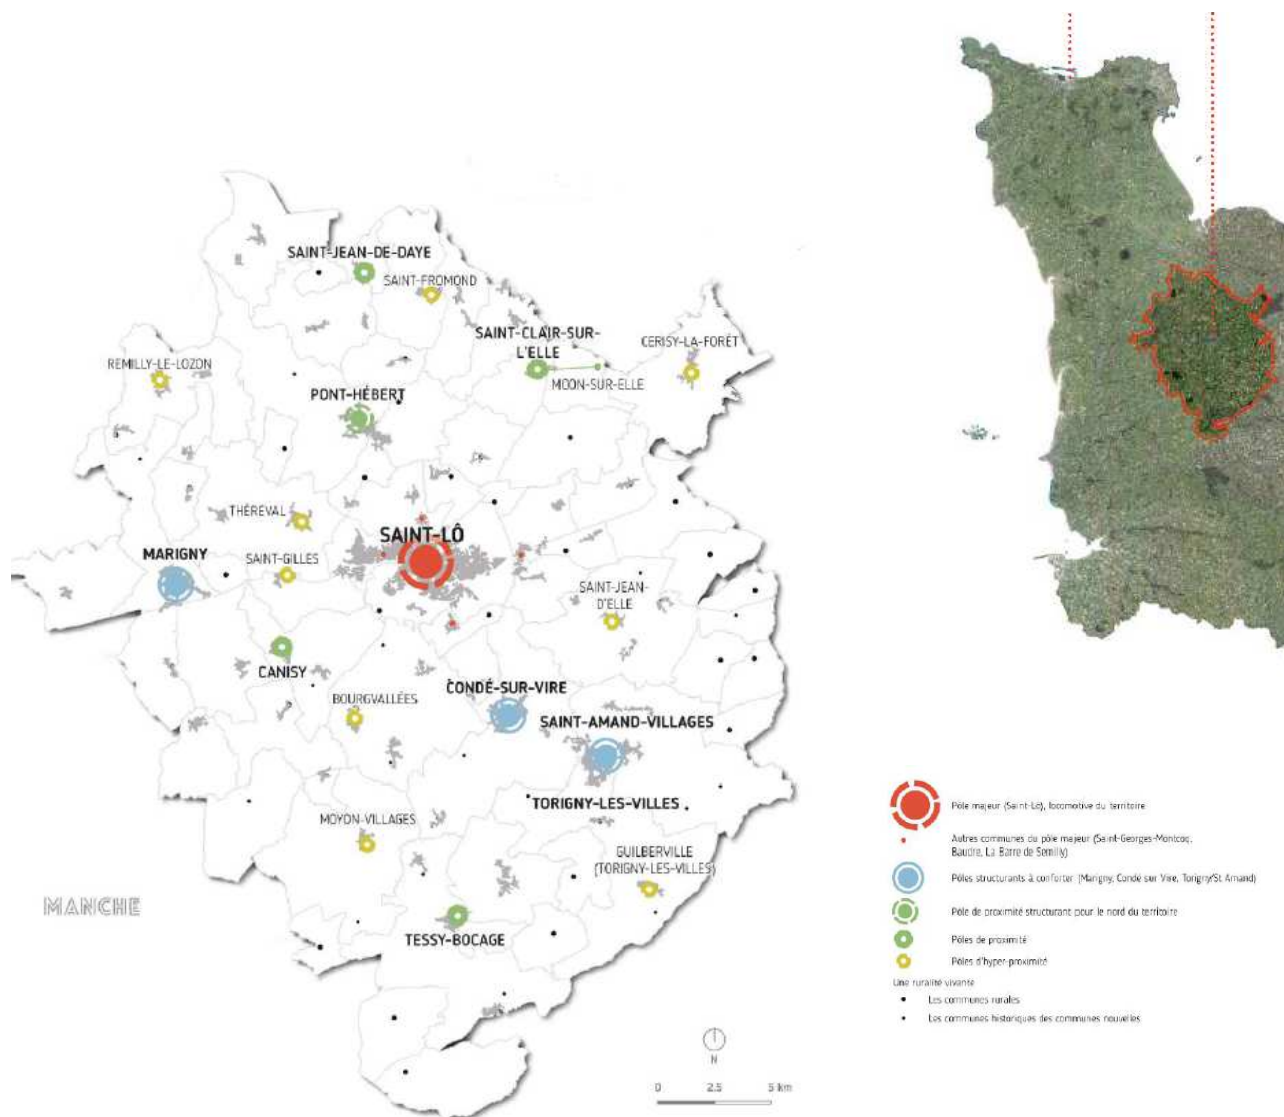 SAINT-JEAN-DE-DAYE
SAINT-FROMOND
SAINT-CLAIR-SUR-
L'ELLE
CERISY-LA-FORÊT
REMILLY-LE-LOZON
MOON-SUR-ELLE
PONT-HÉBERT
THÉREVAL
SAINT-LÔ
MARIGNY
SAINT-GILLES
SAINT-JEAN-
D'ELLE
CANISY
CONDÉ-SUR-VIRE
BOURGVALLÉES
SAINT-AMAND-VILLAGES
TORIGNY-LES-VILLES
MOYON-VILLAGES
GUILBERVILLE
(TORIGNY-LES-VILLES)
MANCHE
TESSY-BOCAGE
N
0 2.5 5 km
Pôle majeur (Saint-Lô), locomotive du territoire
Autres communes du pôle majeur (Saint-Georges-Montcoq,
Baudre, La Barre de Semilly)
Pôles structurants à conforter (Marigny, Condé sur Vire, Torigny/St Amand)
Pôle de proximité structurant pour le nord du territoire
Pôles de proximité
Pôles d'hyper-proximité
Une ruralité vivante
Les communes rurales
Les communes historiques des communes nouvelles